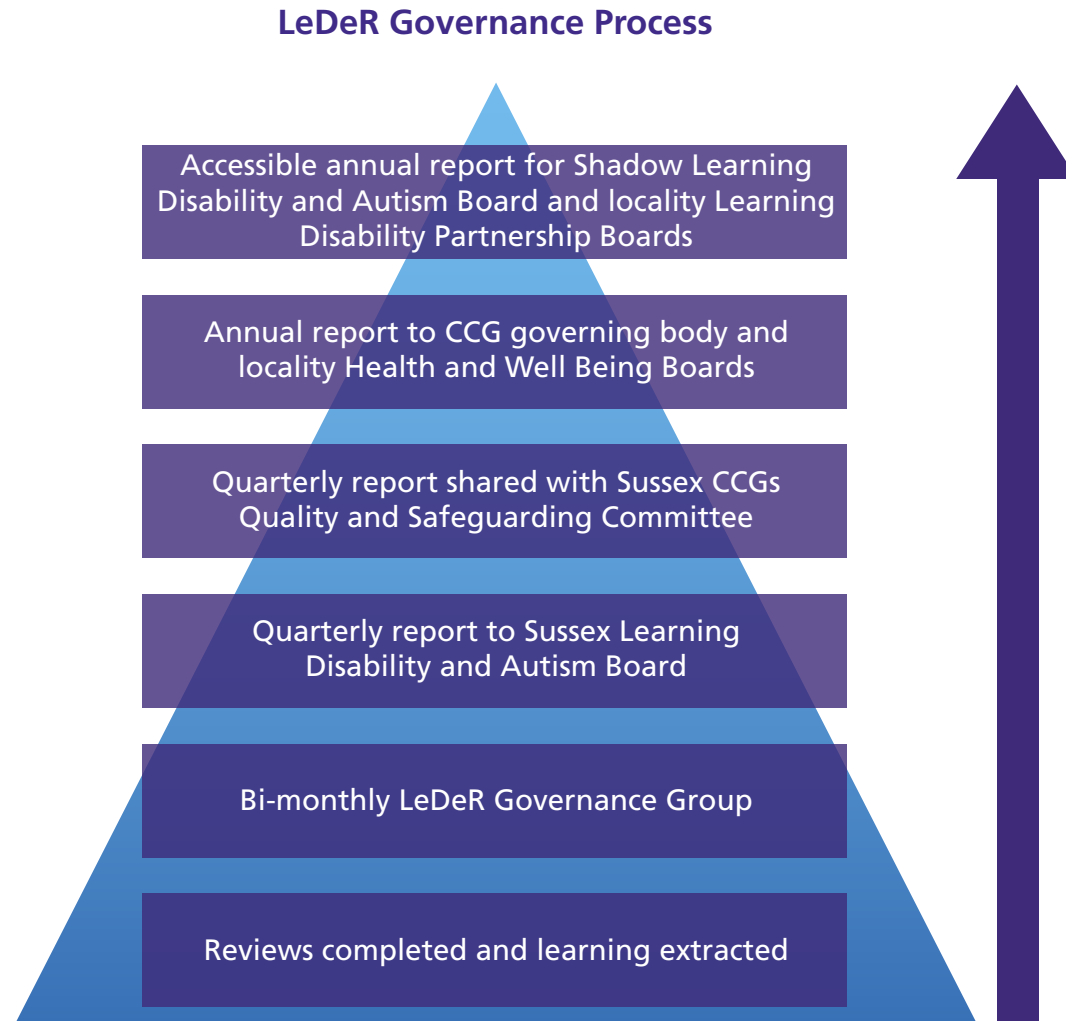 LeDeR Governance Process
Accessible annual report for Shadow Learning
Disability and Autism Board and locality Learning
Disability Partnership Boards
Annual report to CCG governing body and
locality Health and Well Being Boards
Quarterly report shared with Sussex CCGs
Quality and Safeguarding Committee
Quarterly report to Sussex Learning
Disability and Autism Board
Bi-monthly LeDeR Governance Group
Reviews completed and learning extracted